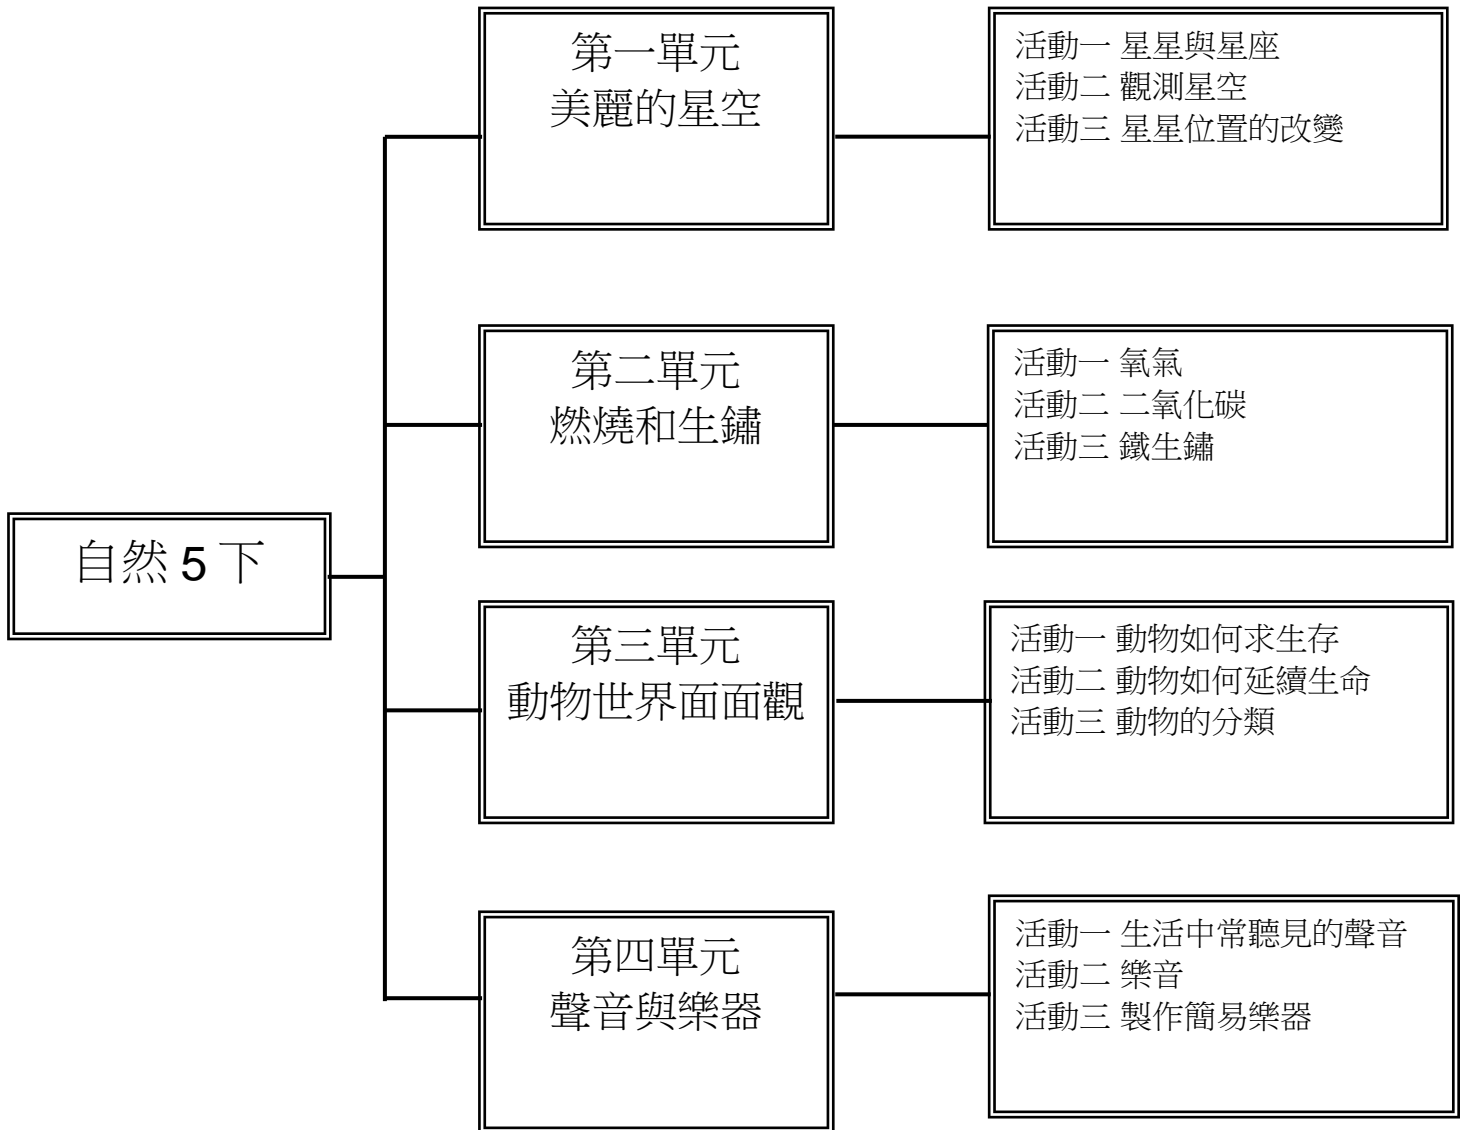 自然 5 下
第一單元
美麗的星空
活動一 星星與星座
活動二 觀測星空
活動三 星星位置的改變
第二單元
燃燒和生鏽
活動一 氧氣
活動二 二氧化碳
活動三 鐵生鏽
第三單元
動物世界面面觀
活動一 動物如何求生存
活動二 動物如何延續生命
活動三 動物的分類
第四單元
聲音與樂器
活動一 生活中常聽見的聲音
活動二 樂音
活動三 製作簡易樂器